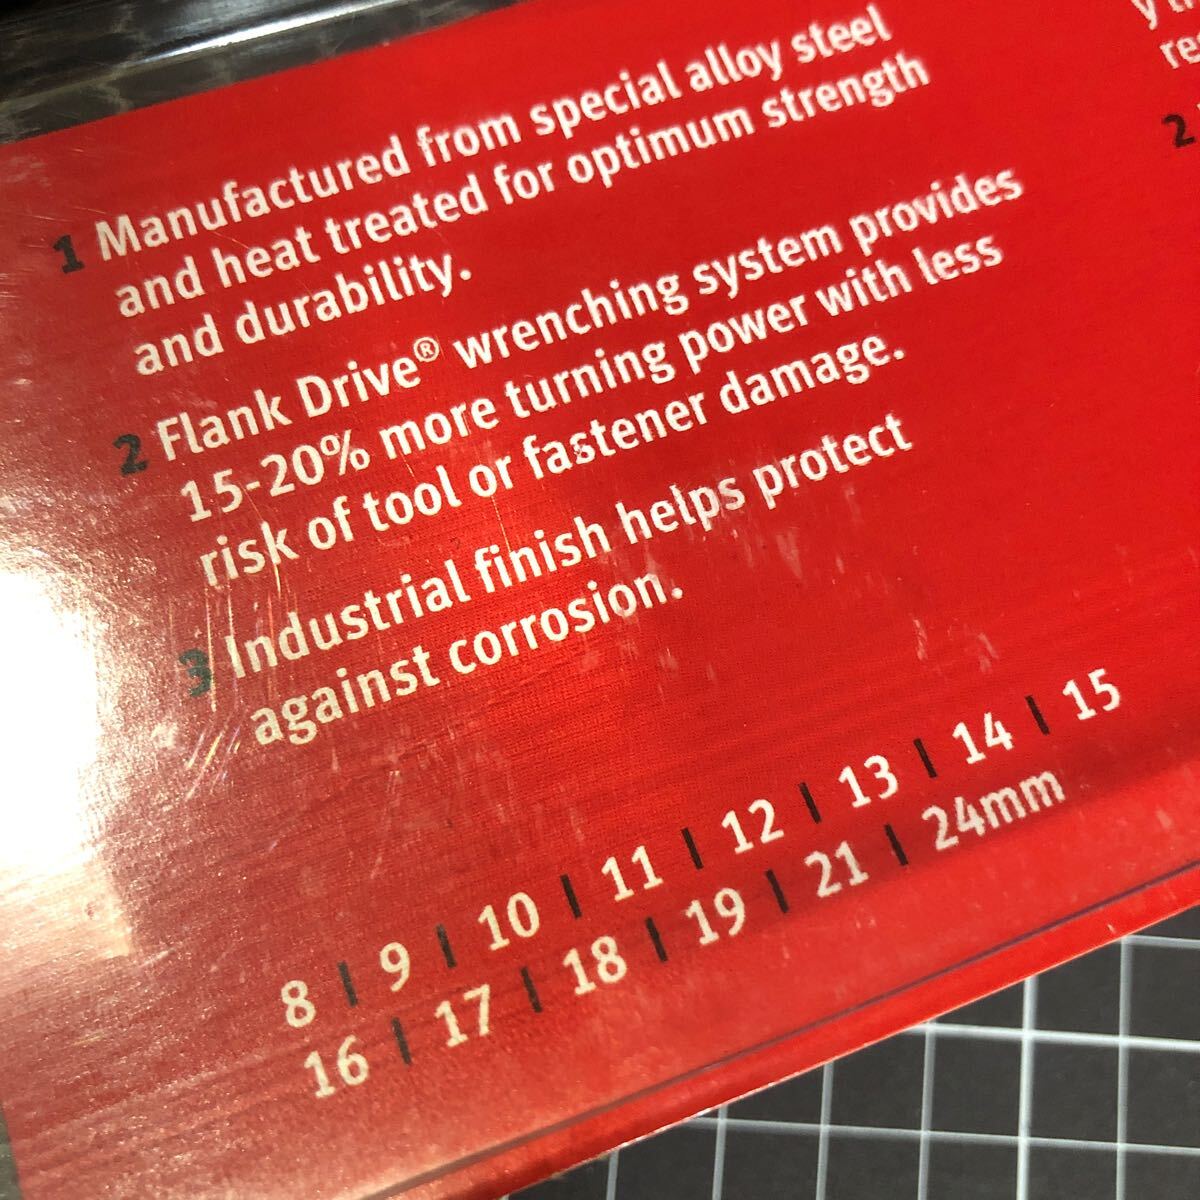 1 Manufactured from special alloy steel
and heat treated for optimum strength
and durability.
2 Flank Drive® wrenching system provides
15-20% more turning power with less
risk of tool or fastener damage.
3 Industrial finish helps protect
against corrosion.
8 | 9 | 10 | 11 | 12 | 13 | 14 | 15
16 | 17 | 18 | 19 | 21 | 24mm
2